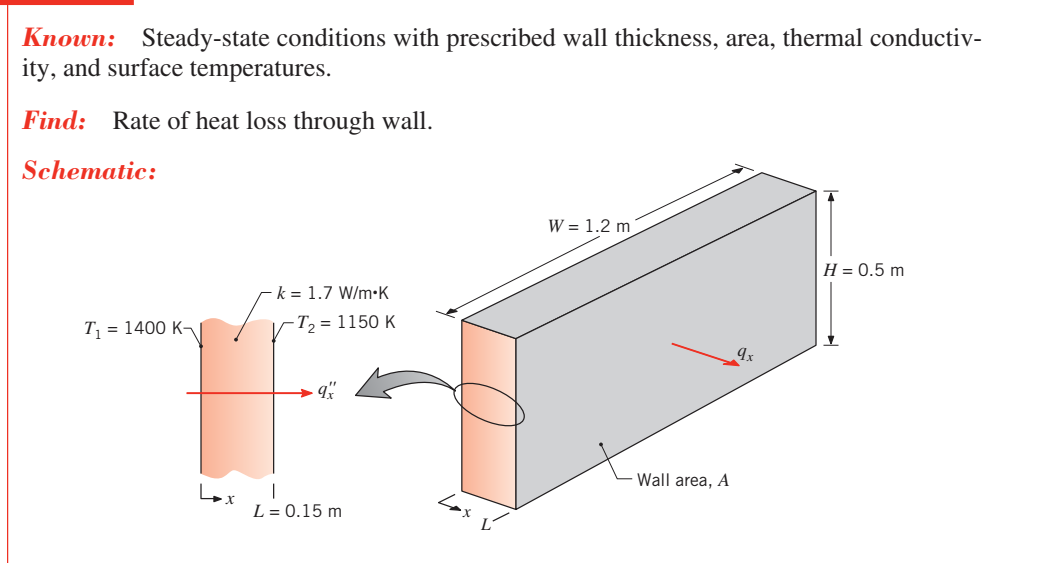 Known: Steady-state conditions with prescribed wall thickness, area, thermal conductiv-
ity, and surface temperatures.
Find: Rate of heat loss through wall.
Schematic:
W = 1.2 m
H = 0.5 m
k = 1.7 W/m•K
T₁ = 1400 K
T₂ = 1150 K
qₓ″
qₓ
x
L = 0.15 m
Wall area, A
x
L